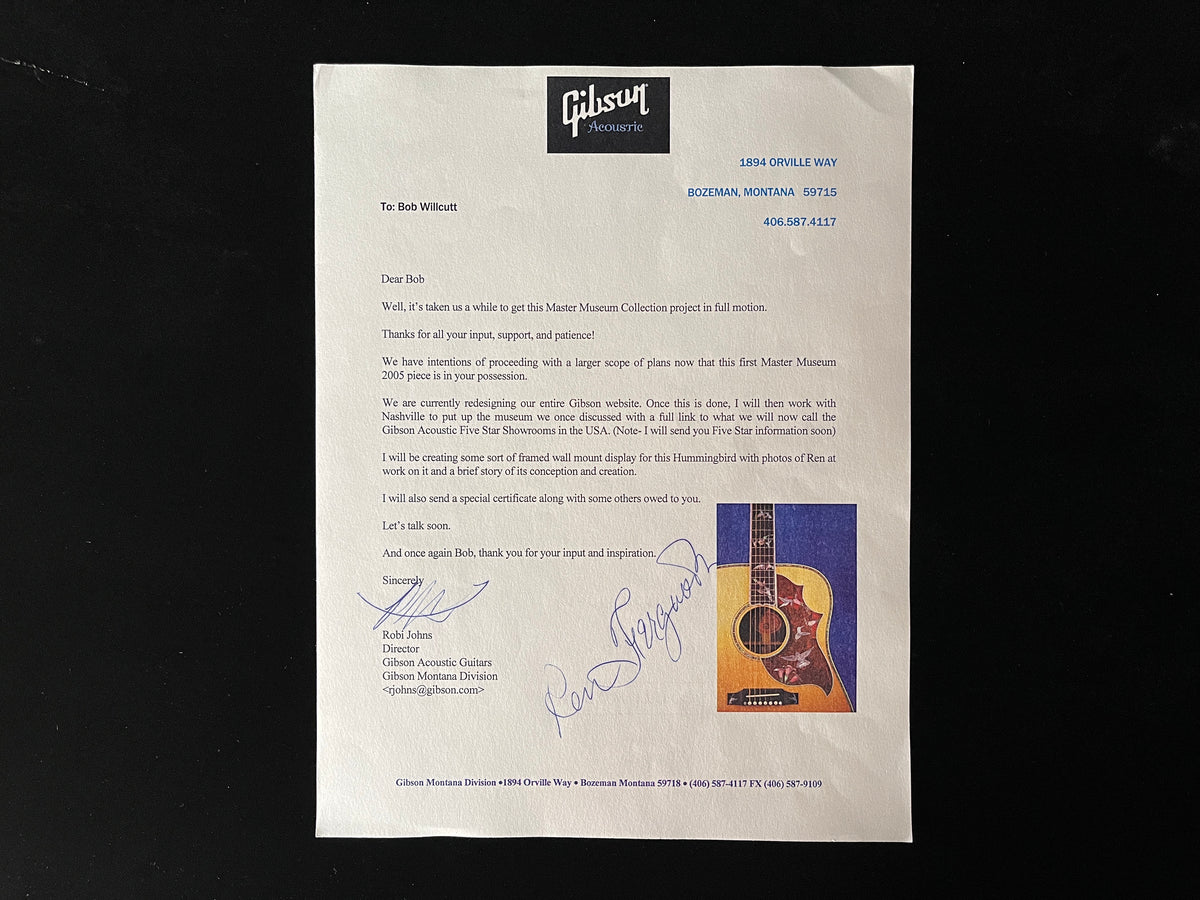 Gibson
Acoustic
1894 ORVILLE WAY
BOZEMAN, MONTANA 59715
To: Bob Willcutt
406.587.4117
Dear Bob
Well, it's taken us a while to get this Master Museum Collection project in full motion.
Thanks for all your input, support, and patience!
We have intentions of proceeding with a larger scope of plans now that this first Master Museum
2005 piece is in your possession.
We are currently redesigning our entire Gibson website. Once this is done, I will then work with
Nashville to put up the museum we once discussed with a full link to what we will now call the
Gibson Acoustic Five Star Showrooms in the USA. (Note- I will send you Five Star information soon)
I will be creating some sort of framed wall mount display for this Hummingbird with photos of Ren at
work on it and a brief story of its conception and creation.
I will also send a special certificate along with some others owed to you.
Let's talk soon.
And once again Bob, thank you for your input and inspiration.
Sincerely
Ren Ferguson
Robi Johns
Director
Gibson Acoustic Guitars
Gibson Montana Division
<rjohns@gibson.com>
Gibson Montana Division •1894 Orville Way • Bozeman Montana 59718 • (406) 587-4117 FX (406) 587-9109